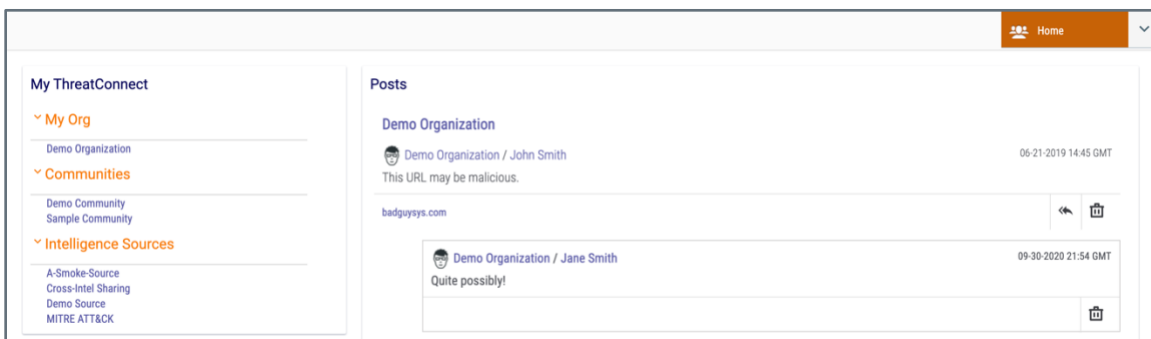 Home
My ThreatConnect
My Org
Demo Organization
Communities
Demo Community
Sample Community
Intelligence Sources
A-Smoke-Source
Cross-Intel Sharing
Demo Source
MITRE ATT&CK
Posts
Demo Organization
Demo Organization / John Smith 06-21-2019 14:45 GMT
This URL may be malicious.
badguysys.com
Demo Organization / Jane Smith 09-30-2020 21:54 GMT
Quite possibly!